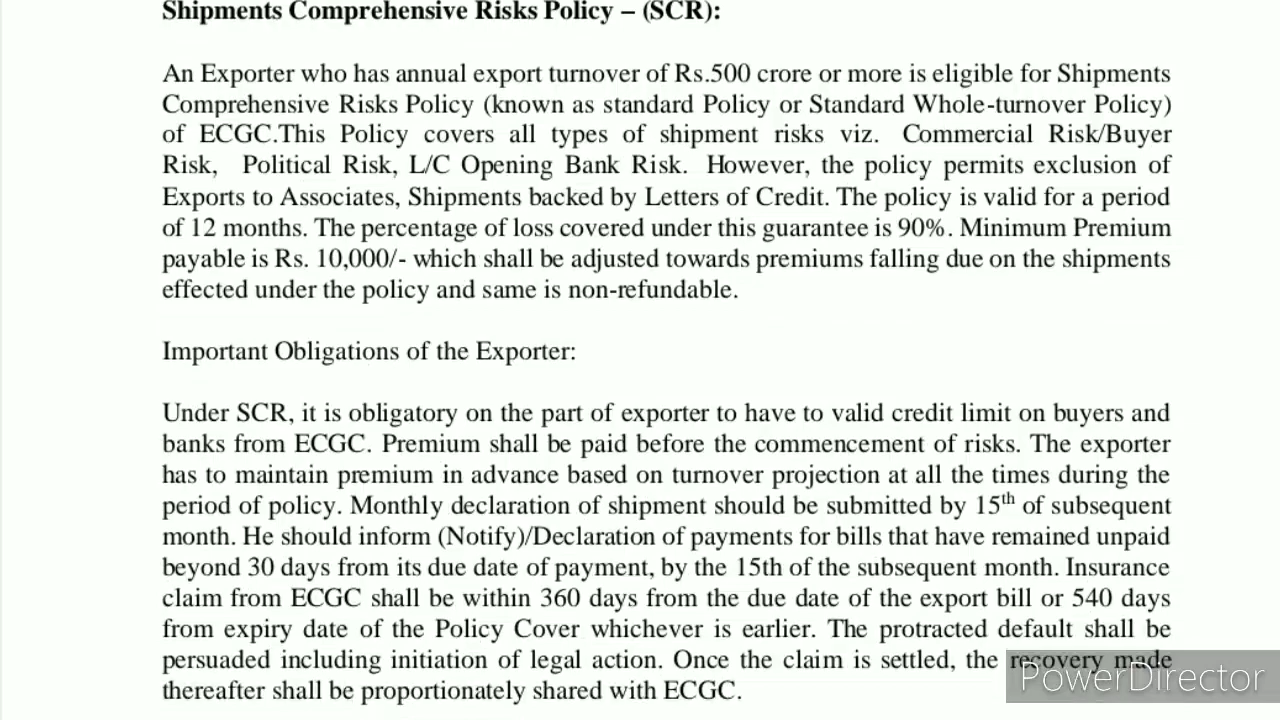 Shipments Comprehensive Risks Policy – (SCR):
An Exporter who has annual export turnover of Rs.500 crore or more is eligible for Shipments
Comprehensive Risks Policy (known as standard Policy or Standard Whole-turnover Policy)
of ECGC.This Policy covers all types of shipment risks viz. Commercial Risk/Buyer
Risk, Political Risk, L/C Opening Bank Risk. However, the policy permits exclusion of
Exports to Associates, Shipments backed by Letters of Credit. The policy is valid for a period
of 12 months. The percentage of loss covered under this guarantee is 90%. Minimum Premium
payable is Rs. 10,000/- which shall be adjusted towards premiums falling due on the shipments
effected under the policy and same is non-refundable.
Important Obligations of the Exporter:
Under SCR, it is obligatory on the part of exporter to have to valid credit limit on buyers and
banks from ECGC. Premium shall be paid before the commencement of risks. The exporter
has to maintain premium in advance based on turnover projection at all the times during the
period of policy. Monthly declaration of shipment should be submitted by 15th of subsequent
month. He should inform (Notify)/Declaration of payments for bills that have remained unpaid
beyond 30 days from its due date of payment, by the 15th of the subsequent month. Insurance
claim from ECGC shall be within 360 days from the due date of the export bill or 540 days
from expiry date of the Policy Cover whichever is earlier. The protracted default shall be
persuaded including initiation of legal action. Once the claim is settled, the recovery made
thereafter shall be proportionately shared with ECGC.
PowerDirector